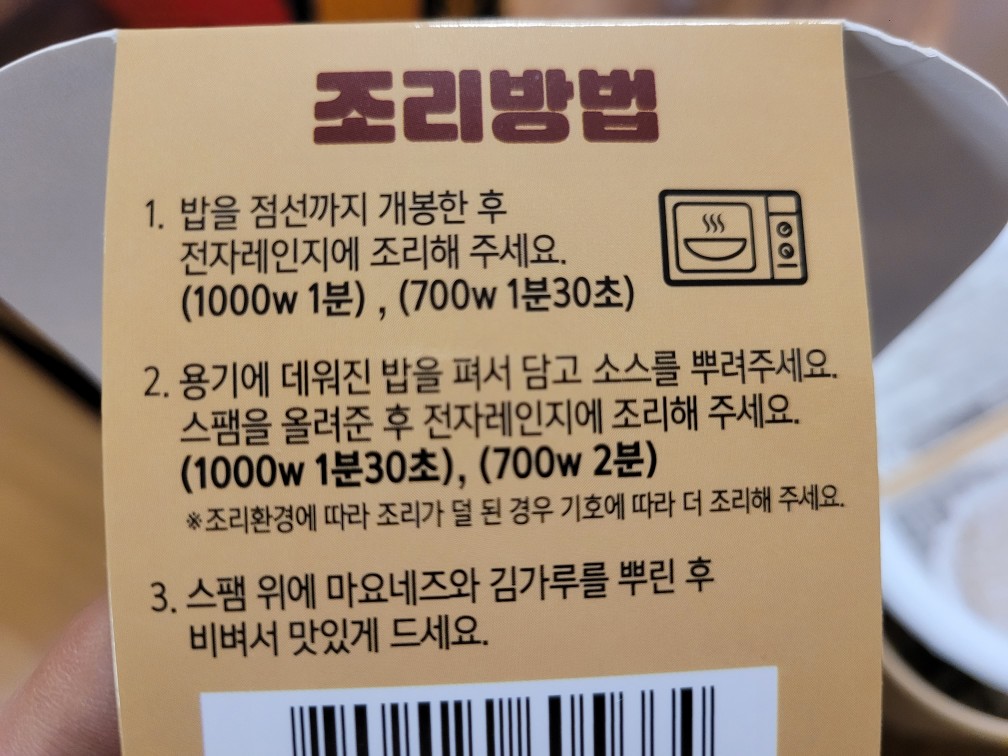 조리방법
1. 밥을 점선까지 개봉한 후
전자레인지에 조리해 주세요.
(1000w 1분) , (700w 1분30초)
2. 용기에 데워진 밥을 펴서 담고 소스를 뿌려주세요.
스팸을 올려준 후 전자레인지에 조리해 주세요.
(1000w 1분30초), (700w 2분)
※조리환경에 따라 조리가 덜 된 경우 기호에 따라 더 조리해 주세요.
3. 스팸 위에 마요네즈와 김가루를 뿌린 후
비벼서 맛있게 드세요.